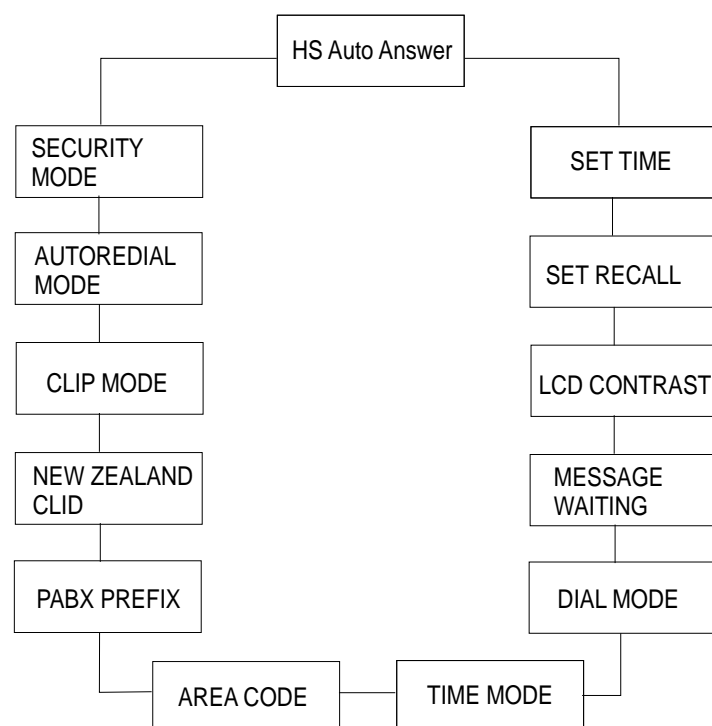 HS Auto Answer
SECURITY
MODE
SET TIME
AUTOREDIAL
MODE
SET RECALL
CLIP MODE
LCD CONTRAST
NEW ZEALAND
CLID
MESSAGE
WAITING
PABX PREFIX
DIAL MODE
AREA CODE
TIME MODE